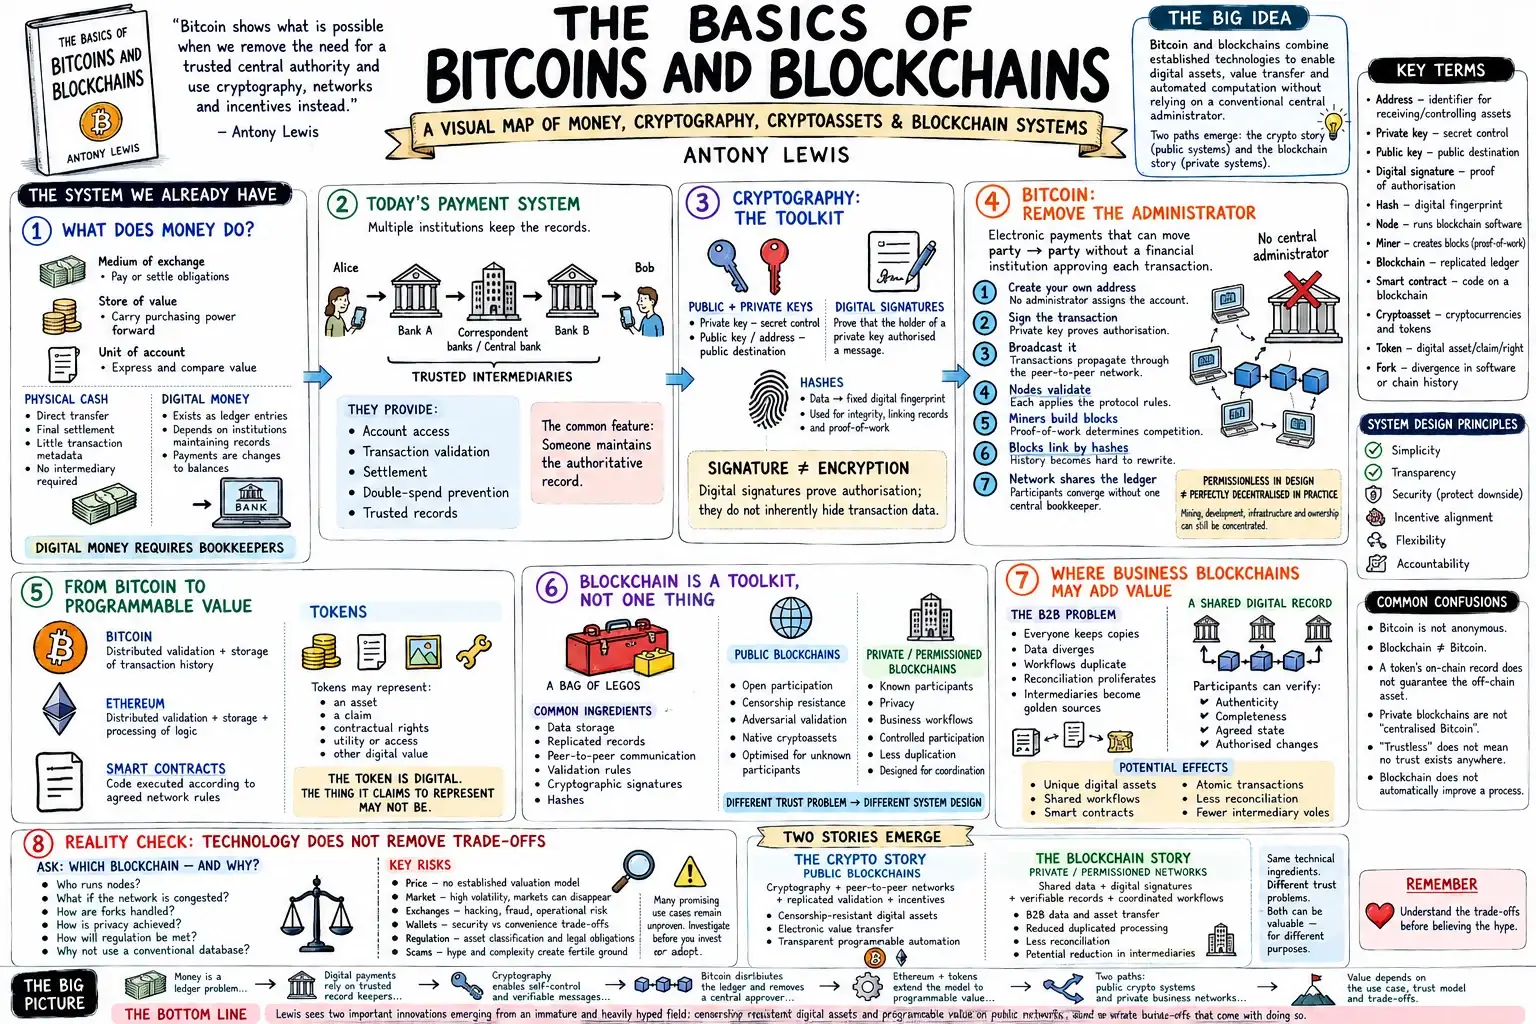 THE BASICS OF
BITCOINS AND
BLOCKCHAINS
ANTONY LEWIS
"Bitcoin shows what is possible
when we remove the need for a
trusted central authority and
use cryptography, networks
and incentives instead."
– Antony Lewis
THE BASICS OF
BITCOINS AND BLOCKCHAINS
A VISUAL MAP OF MONEY, CRYPTOGRAPHY, CRYPTOASSETS & BLOCKCHAIN SYSTEMS
ANTONY LEWIS
THE BIG IDEA
Bitcoin and blockchains combine
established technologies to enable
digital assets, value transfer and
automated computation without
relying on a conventional central
administrator.
Two paths emerge: the crypto story
(public systems) and the blockchain
story (private systems).
KEY TERMS
• Address – identifier for
receiving/controlling assets
• Private key – secret control
• Public key – public destination
• Digital signature – proof
of authorisation
• Hash – digital fingerprint
• Node – runs blockchain software
• Miner – creates blocks (proof-of-work)
• Blockchain – replicated ledger
• Smart contract – code on a
blockchain
• Cryptoasset – cryptocurrencies
and tokens
• Token – digital asset/claim/right
• Fork – divergence in software
or chain history
THE SYSTEM WE ALREADY HAVE
1 WHAT DOES MONEY DO?
Medium of exchange
• Pay or settle obligations
Store of value
• Carry purchasing power
forward
Unit of account
• Express and compare value
PHYSICAL CASH
• Direct transfer
• Final settlement
• Little transaction
metadata
• No intermediary
required
DIGITAL MONEY
• Exists as ledger entries
• Depends on institutions
maintaining records
• Payments are changes
to balances
BANK
DIGITAL MONEY REQUIRES BOOKKEEPERS
2 TODAY'S PAYMENT SYSTEM
Multiple institutions keep the records.
Alice
Bob
Bank A
Correspondent
banks / Central bank
Bank B
TRUSTED INTERMEDIARIES
THEY PROVIDE:
• Account access
• Transaction validation
• Settlement
• Double-spend prevention
• Trusted records
The common feature:
Someone maintains
the authoritative
record.
3 CRYPTOGRAPHY:
THE TOOLKIT
PUBLIC + PRIVATE KEYS
• Private key – secret control
• Public key / address –
public destination
DIGITAL SIGNATURES
Prove that the holder of a
private key authorised
a message.
HASHES
• Data → fixed digital fingerprint
• Used for integrity, linking records
• and proof-of-work
SIGNATURE ≠ ENCRYPTION
Digital signatures prove authorisation;
they do not inherently hide transaction data.
4 BITCOIN:
REMOVE THE ADMINISTRATOR
Electronic payments that can move
party → party without a financial
institution approving each transaction.
No central
administrator
1 Create your own address
No administrator assigns the account.
2 Sign the transaction
Private key proves authorisation.
3 Broadcast it
Transactions propagate through
the peer-to-peer network.
4 Nodes validate
Each applies the protocol rules.
5 Miners build blocks
Proof-of-work determines competition.
6 Blocks link by hashes
History becomes hard to rewrite.
7 Network shares the ledger
Participants converge without one
central bookkeeper.
PERMISSIONLESS IN DESIGN
≠ PERFECTLY DECENTRALISED IN PRACTICE
Mining, development, infrastructure and ownership
can still be concentrated.
SYSTEM DESIGN PRINCIPLES
Simplicity
Transparency
Security (protect downside)
Incentive alignment
Flexibility
Accountability
5 FROM BITCOIN TO
PROGRAMMABLE VALUE
BITCOIN
Distributed validation + storage
of transaction history
ETHEREUM
Distributed validation + storage +
processing of logic
SMART CONTRACTS
Code executed according to
agreed network rules
TOKENS
Tokens may represent:
• an asset
• a claim
• contractual rights
• utility or access
• other digital value
THE TOKEN IS DIGITAL.
THE THING IT CLAIMS TO REPRESENT
MAY NOT BE.
6 BLOCKCHAIN IS A TOOLKIT,
NOT ONE THING
A BAG OF LEGOS
COMMON INGREDIENTS
• Data storage
• Replicated records
• Peer-to-peer communication
• Validation rules
• Cryptographic signatures
• Hashes
PUBLIC BLOCKCHAINS
• Open participation
• Censorship resistance
• Adversarial validation
• Native cryptoassets
• Optimised for unknown
participants
PRIVATE / PERMISSIONED
BLOCKCHAINS
• Known participants
• Privacy
• Business workflows
• Controlled participation
• Less duplication
• Designed for coordination
DIFFERENT TRUST PROBLEM → DIFFERENT SYSTEM DESIGN
7 WHERE BUSINESS BLOCKCHAINS
MAY ADD VALUE
THE B2B PROBLEM
• Everyone keeps copies
• Data diverges
• Workflows duplicate
• Reconciliation proliferates
• Intermediaries become
golden sources
A SHARED DIGITAL RECORD
Participants can verify:
✔ Authenticity
✔ Completeness
✔ Agreed state
✔ Authorised changes
POTENTIAL EFFECTS
• Unique digital assets
• Shared workflows
• Smart contracts
• Atomic transactions
• Less reconciliation
• Fewer intermediary voles
COMMON CONFUSIONS
• Bitcoin is not anonymous.
• Blockchain ≠ Bitcoin.
• A token's on-chain record does
not guarantee the off-chain
asset.
• Private blockchains are not
"centralised Bitcoin".
• "Trustless" does not mean
no trust exists anywhere.
• Blockchain does not
automatically improve a process.
8 REALITY CHECK: TECHNOLOGY DOES NOT REMOVE TRADE-OFFS
ASK: WHICH BLOCKCHAIN — AND WHY?
• Who runs nodes?
• What if the network is congested?
• How are forks handled?
• How is privacy achieved?
• How will regulation be met?
• Why not use a conventional database?
KEY RISKS
• Price – no established valuation model
• Market – high volatility, markets can disappear
• Exchanges – hacking, fraud, operational risk
• Wallets – security vs convenience trade-offs
• Regulation – asset classification and legal obligations
• Scams – hype and complexity create fertile ground
Many promising
use cases remain
unproven. Investigate
before you invest
or adopt.
TWO STORIES EMERGE
THE CRYPTO STORY
PUBLIC BLOCKCHAINS
Cryptography + peer-to-peer networks
+ replicated validation + incentives
• Censorship-resistant digital assets
• Electronic value transfer
• Transparent programmable automation
THE BLOCKCHAIN STORY
PRIVATE / PERMISSIONED NETWORKS
Shared data + digital signatures
+ verifiable records + coordinated workflows
• B2B data and asset transfer
• Reduced duplicated processing
• Less reconciliation
• Potential reduction in intermediaries
Same technical
ingredients.
Different trust
problems.
Both can be
valuable –
for different
purposes.
REMEMBER
Understand the trade-offs
before believing the hype.
THE BIG
PICTURE
Money is a
ledger problem...
Digital payments
rely on trusted
record keepers...
Cryptography
enables self-control
and verifiable messages...
Bitcoin distributes
the ledger and removes
a central approver...
Ethereum + tokens
extend the model to
programmable value...
Two paths:
public crypto systems
and private business networks...
Value depends on
the use case, trust model
and trade-offs.
THE BOTTOM LINE
Lewis sees two important innovations emerging from an immature and heavily hyped field: censorship resistent digital assets and programable value on public networks, that come with doing so.